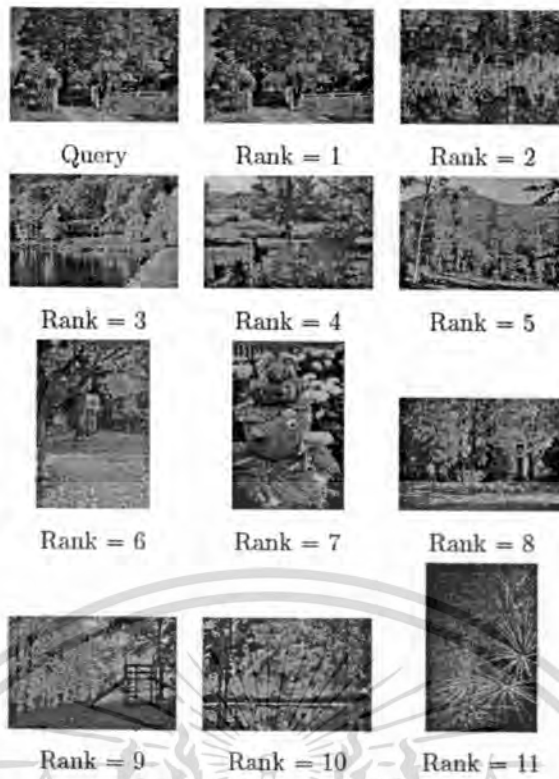 Query Rank = 1 Rank = 2
Rank = 3 Rank = 4 Rank = 5
Rank = 6 Rank = 7 Rank = 8
Rank = 9 Rank = 10 Rank = 11